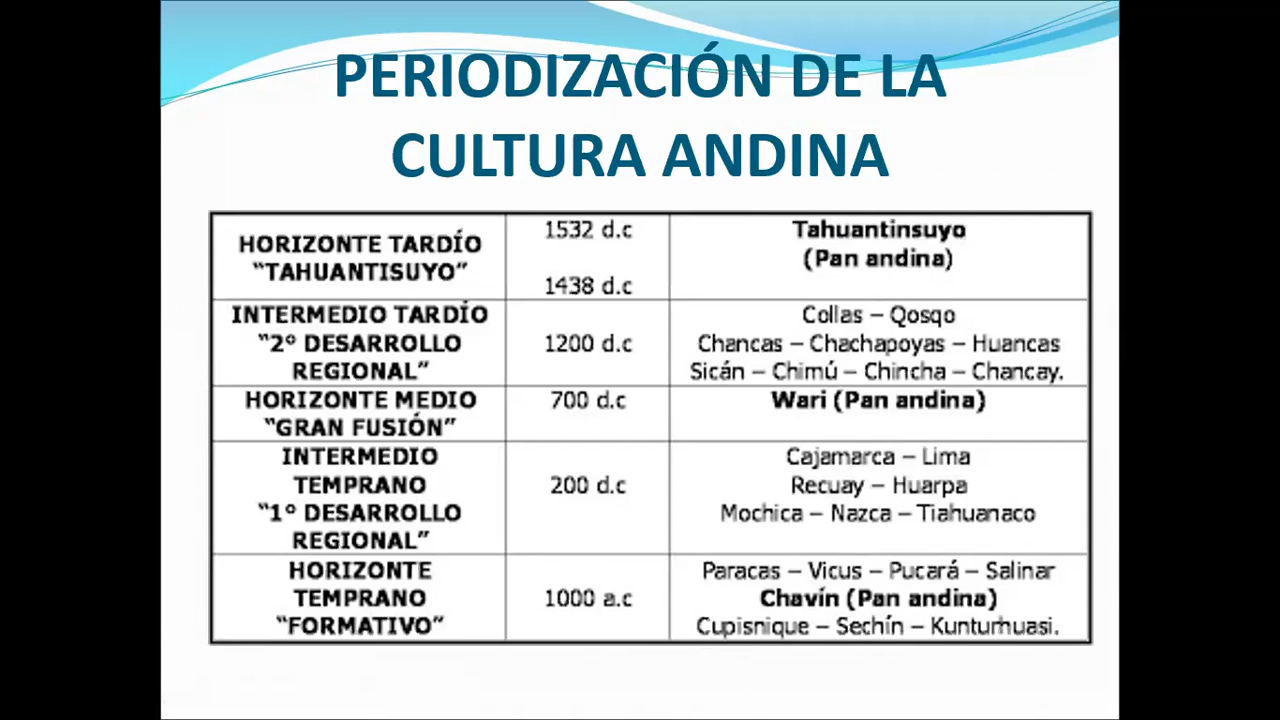 PERIODIZACIÓN DE LA
CULTURA ANDINA
HORIZONTE TARDÍO
“TAHUANTISUYO”
1532 d.c
1438 d.c
Tahuantinsuyo
(Pan andina)
INTERMEDIO TARDÍO
“2º DESARROLLO
REGIONAL”
1200 d.c
Collas – Qosqo
Chancas – Chachapoyas – Huancas
Sicán – Chimú – Chincha – Chancay.
HORIZONTE MEDIO
“GRAN FUSIÓN”
700 d.c
Wari (Pan andina)
INTERMEDIO
TEMPRANO
“1º DESARROLLO
REGIONAL”
200 d.c
Cajamarca – Lima
Recuay – Huarpa
Mochica – Nazca – Tiahuanaco
HORIZONTE
TEMPRANO
“FORMATIVO”
1000 a.c
Paracas – Vicus – Pucará – Salinar
Chavín (Pan andina)
Cupisnique – Sechín – Kunturhuasi.